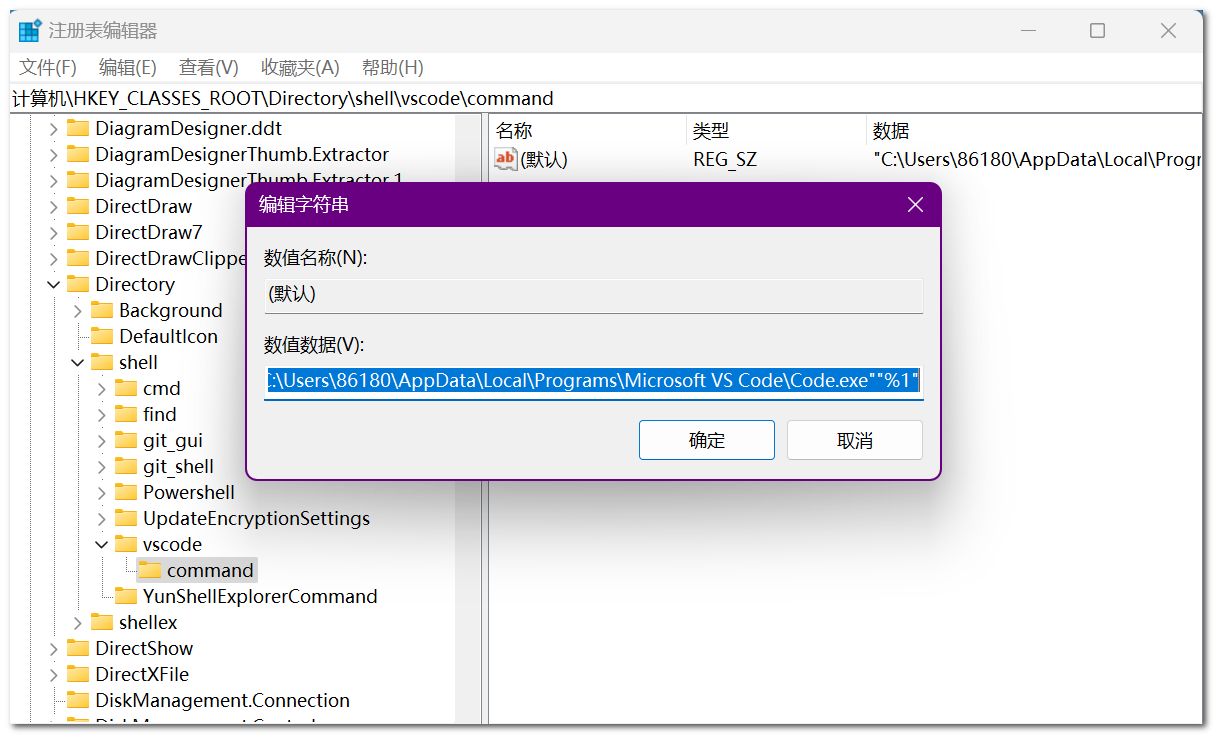 注册表编辑器
文件(F) 编辑(E) 查看(V) 收藏夹(A) 帮助(H)
计算机\HKEY_CLASSES_ROOT\Directory\shell\vscode\command
DiagramDesigner.ddt
DiagramDesignerThumb.Extractor
DiagramDesignerThumb.Extractor.1
DirectDraw
DirectDraw7
DirectDrawClippe
Directory
Background
DefaultIcon
shell
cmd
find
git_gui
git_shell
Powershell
UpdateEncryptionSettings
vscode
command
YunShellExplorerCommand
shellex
DirectShow
DirectXFile
DiskManagement.Connection
名称 类型 数据
ab (默认) REG_SZ "C:\Users\86180\AppData\Local\Progr
编辑字符串
数值名称(N):
(默认)
数值数据(V):
:\Users\86180\AppData\Local\Programs\Microsoft VS Code\Code.exe""%1"
确定 取消